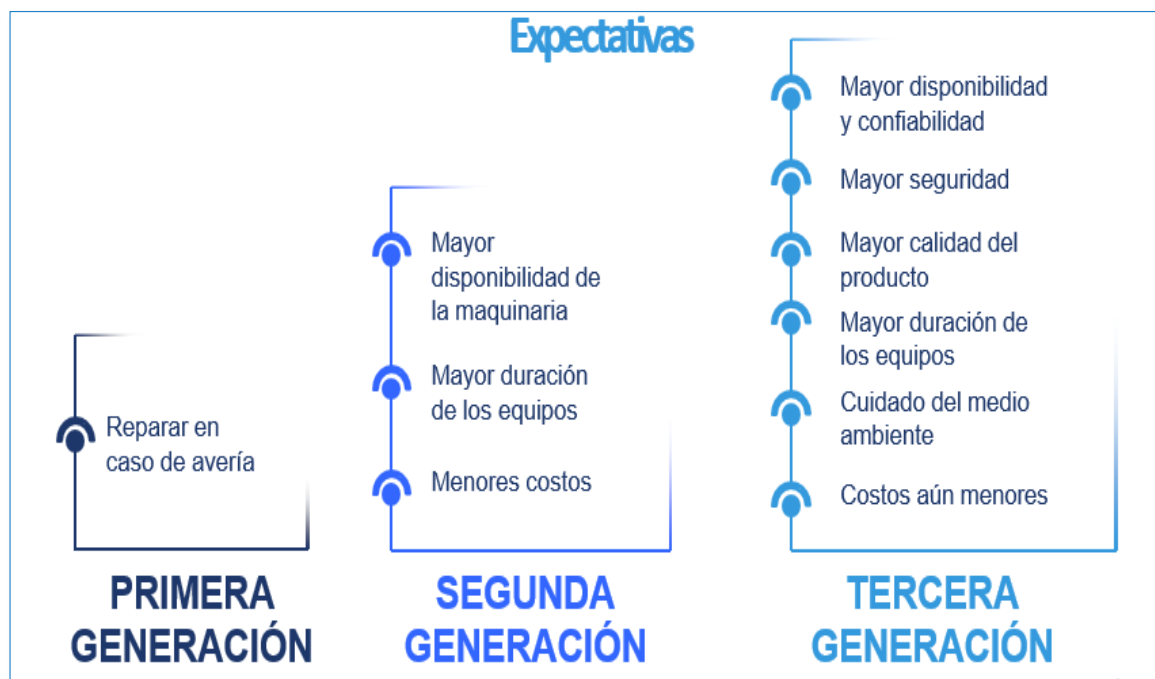 Expectativas
Reparar en
caso de avería
PRIMERA
GENERACIÓN
Mayor
disponibilidad de
la maquinaria
Mayor duración
de los equipos
Menores costos
SEGUNDA
GENERACIÓN
Mayor disponibilidad
y confiabilidad
Mayor seguridad
Mayor calidad del
producto
Mayor duración de
los equipos
Cuidado del medio
ambiente
Costos aún menores
TERCERA
GENERACIÓN